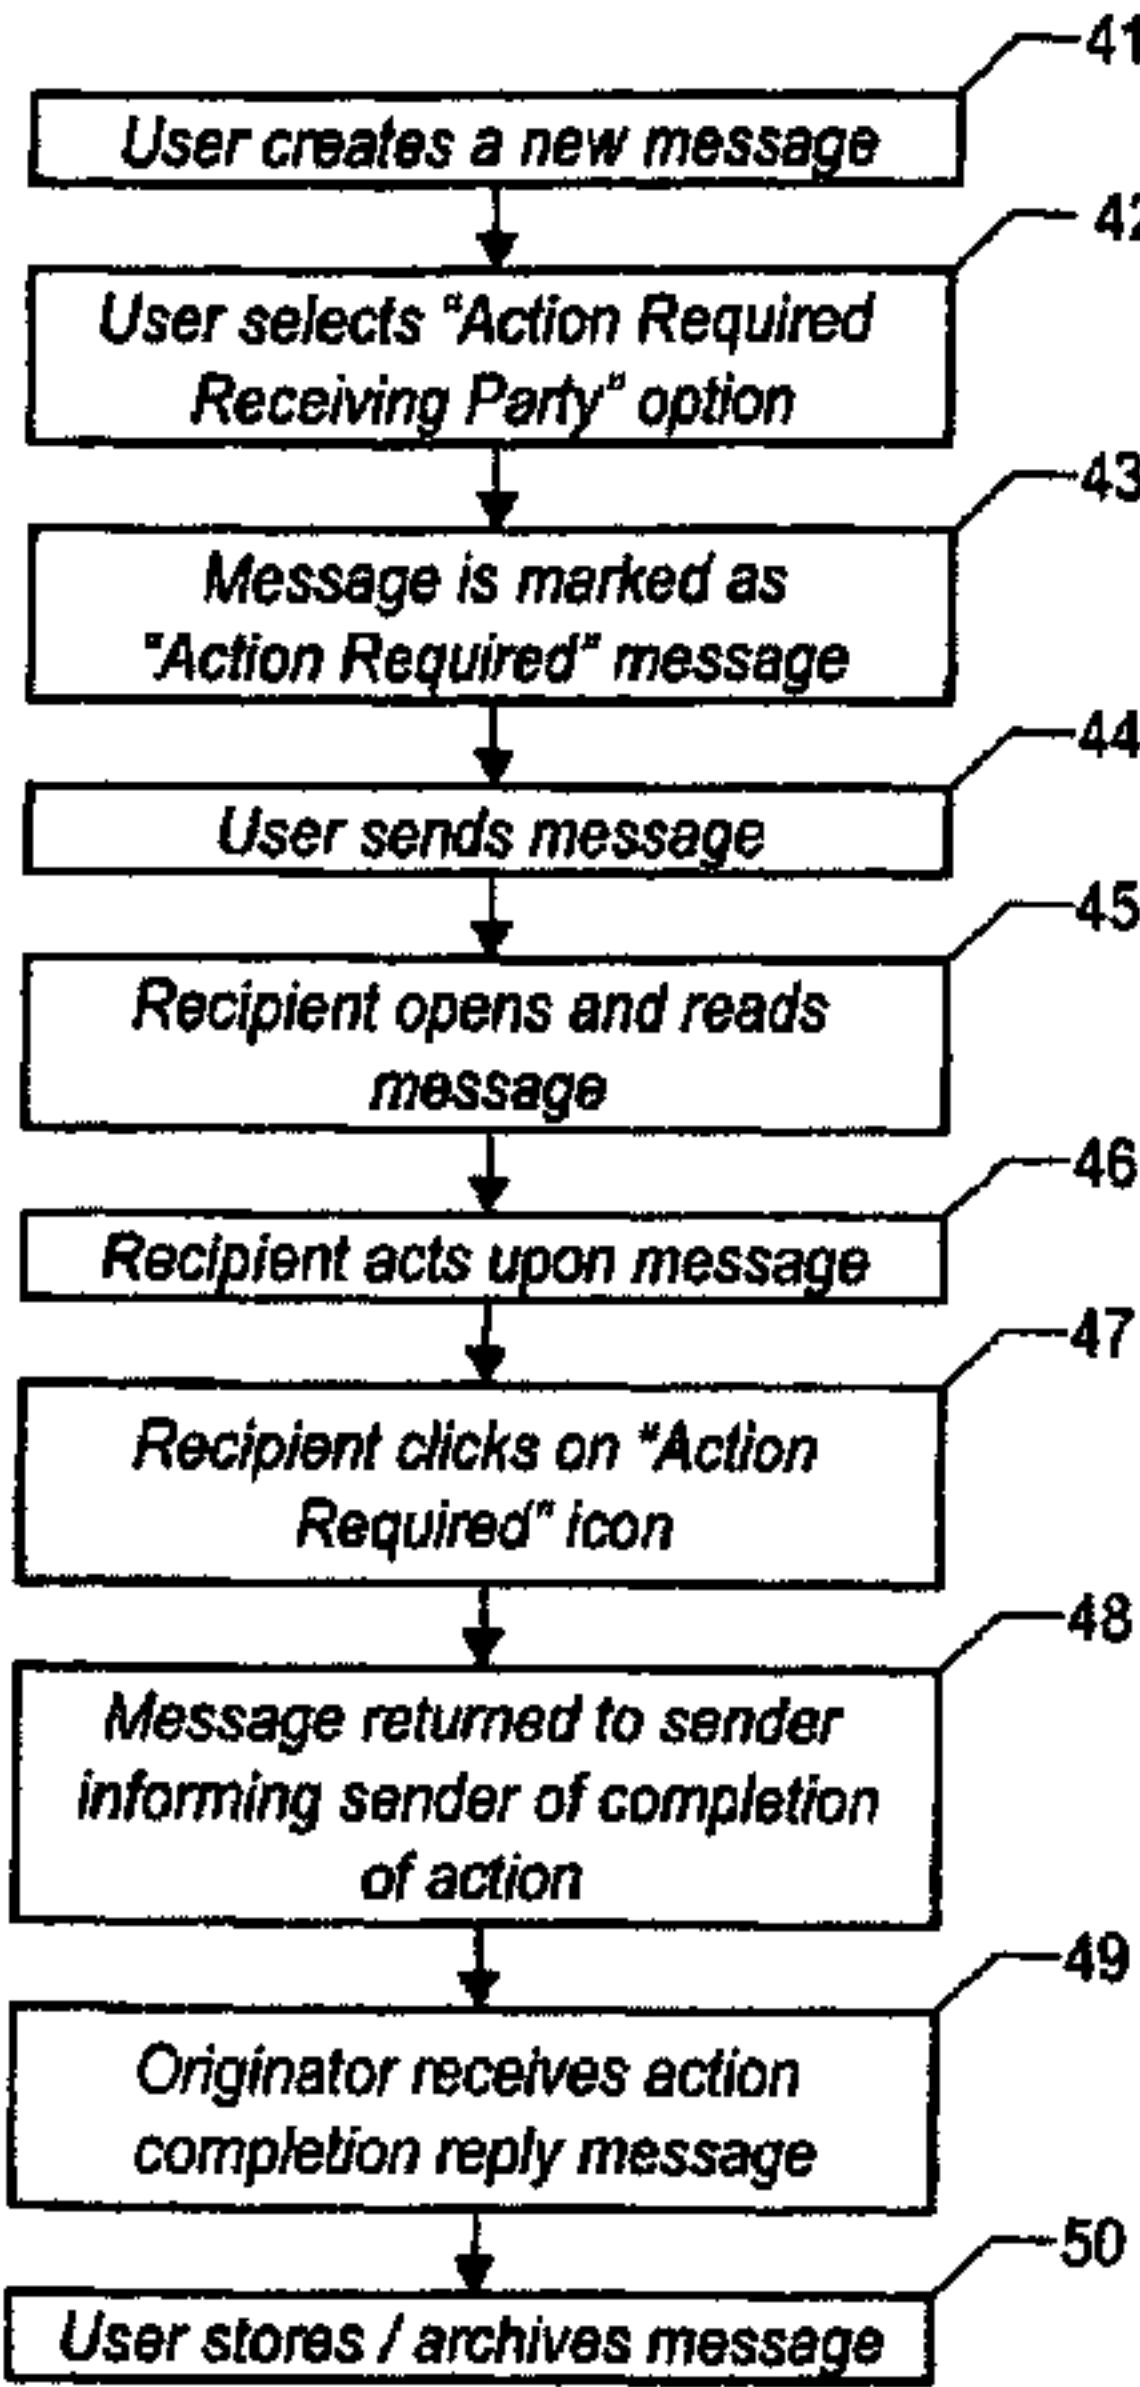 41
User creates a new message
42
User selects "Action Required
Receiving Party" option
43
Message is marked as
"Action Required" message
44
User sends message
45
Recipient opens and reads
message
46
Recipient acts upon message
47
Recipient clicks on "Action
Required" icon
48
Message returned to sender
informing sender of completion
of action
49
Originator receives action
completion reply message
50
User stores / archives message